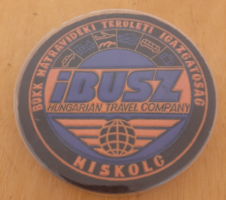 BÜKK MÁTRAVIDÉKI TERÜLETI IGAZGATÓSÁG
IBUSZ
HUNGARIAN TRAVEL COMPANY
MISKOLC